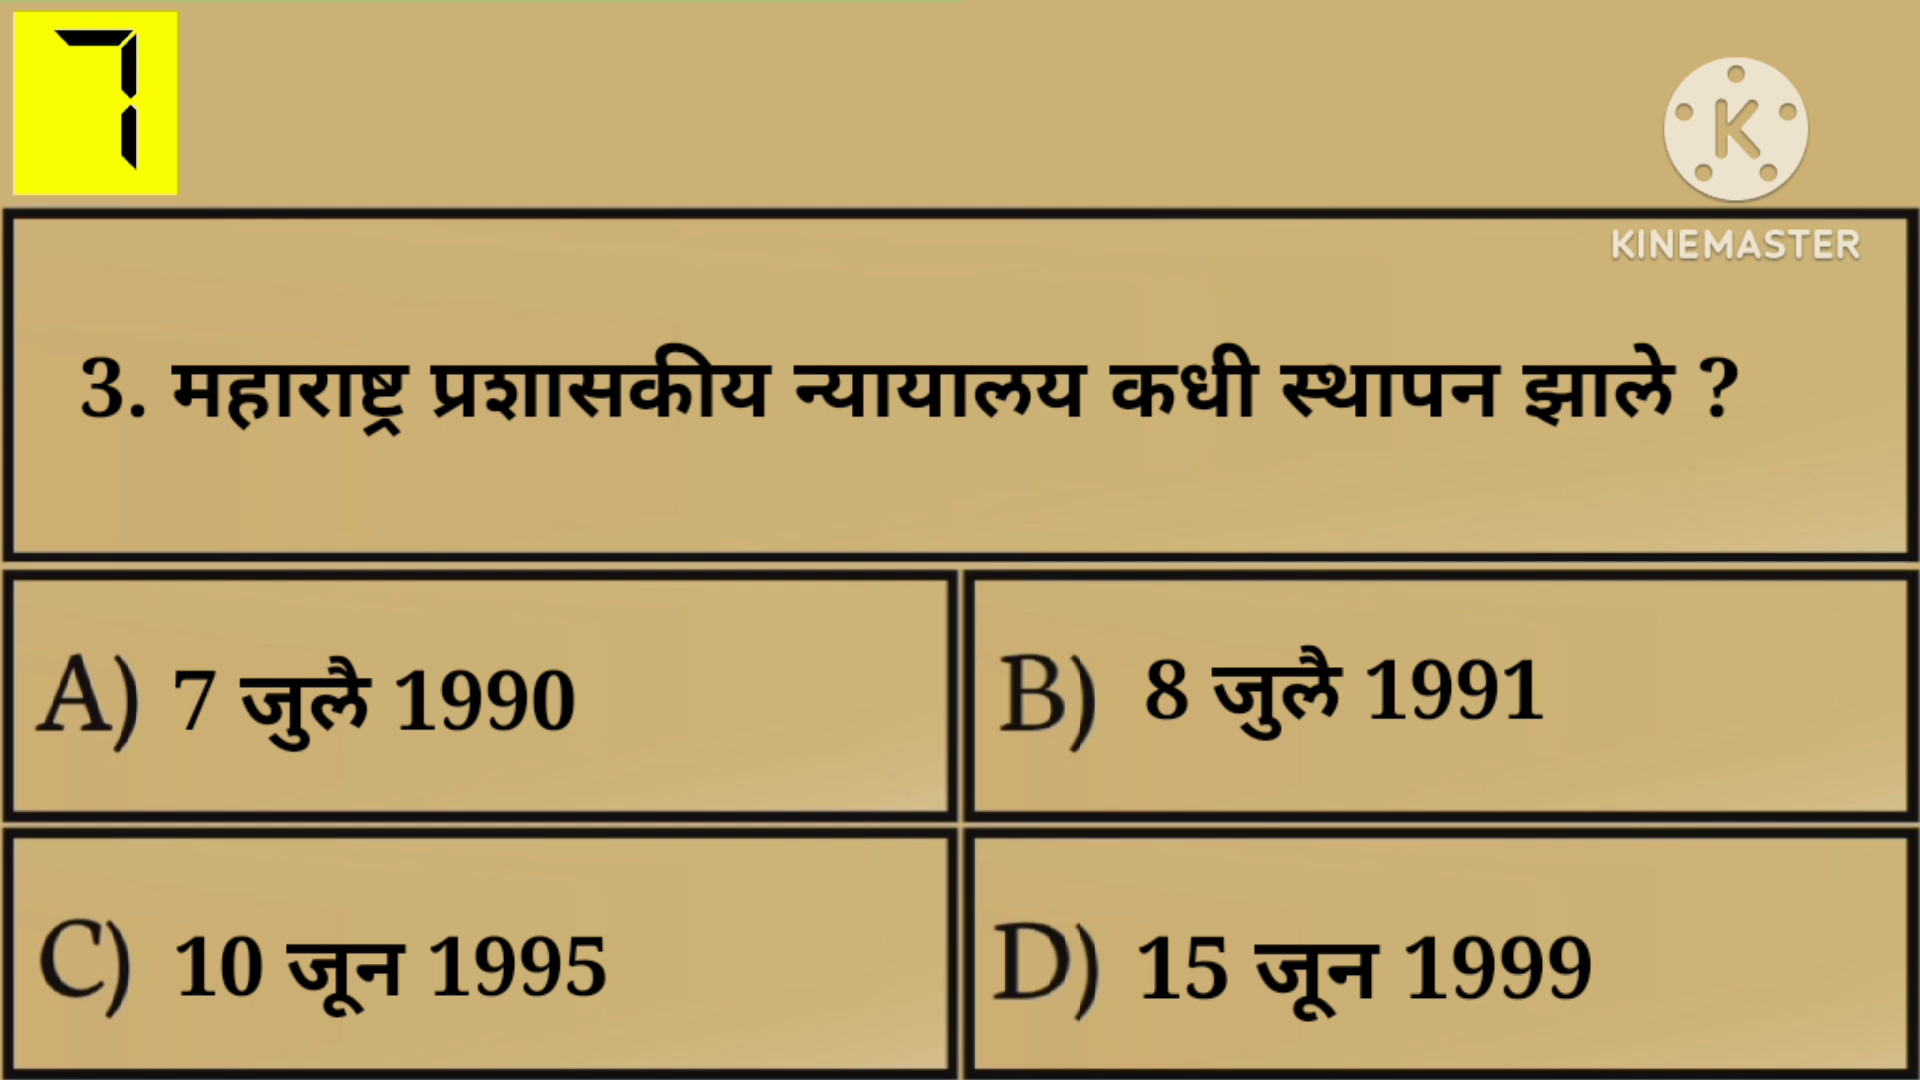 7
K
KINEMASTER
3. महाराष्ट्र प्रशासकीय न्यायालय कधी स्थापन झाले ?
A) 7 जुलै 1990
B) 8 जुलै 1991
C) 10 जून 1995
D) 15 जून 1999